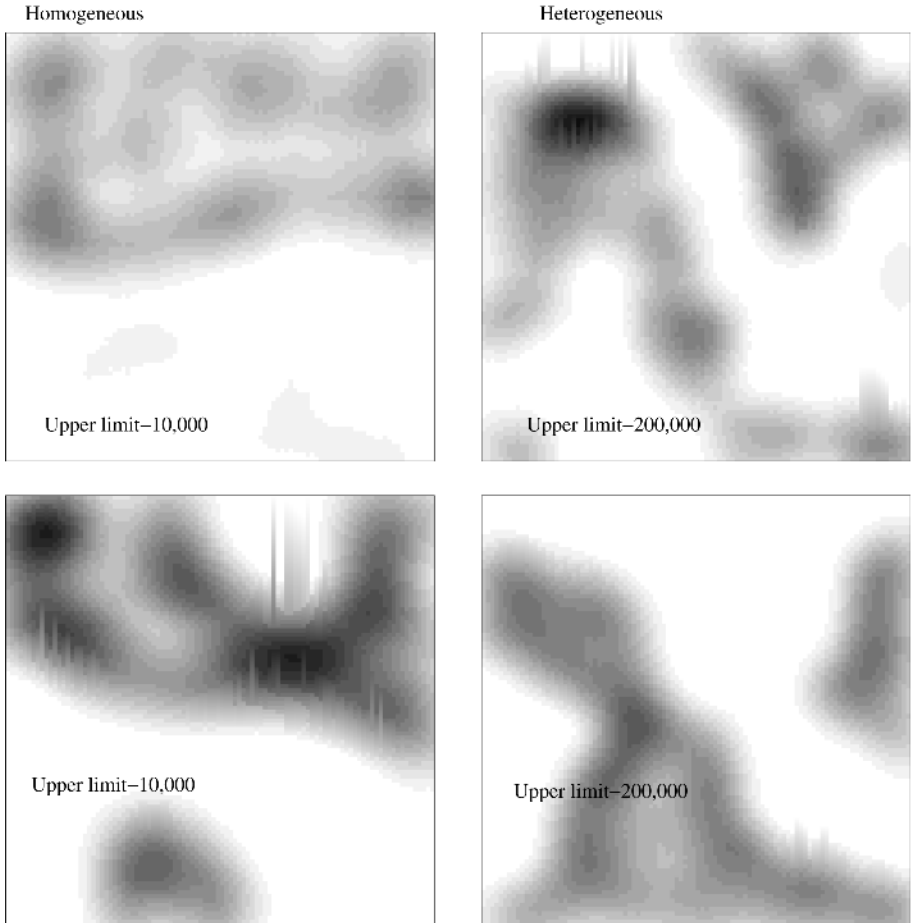 Homogeneous
Heterogeneous
Upper limit−10,000
Upper limit−200,000
Upper limit−10,000
Upper limit−200,000